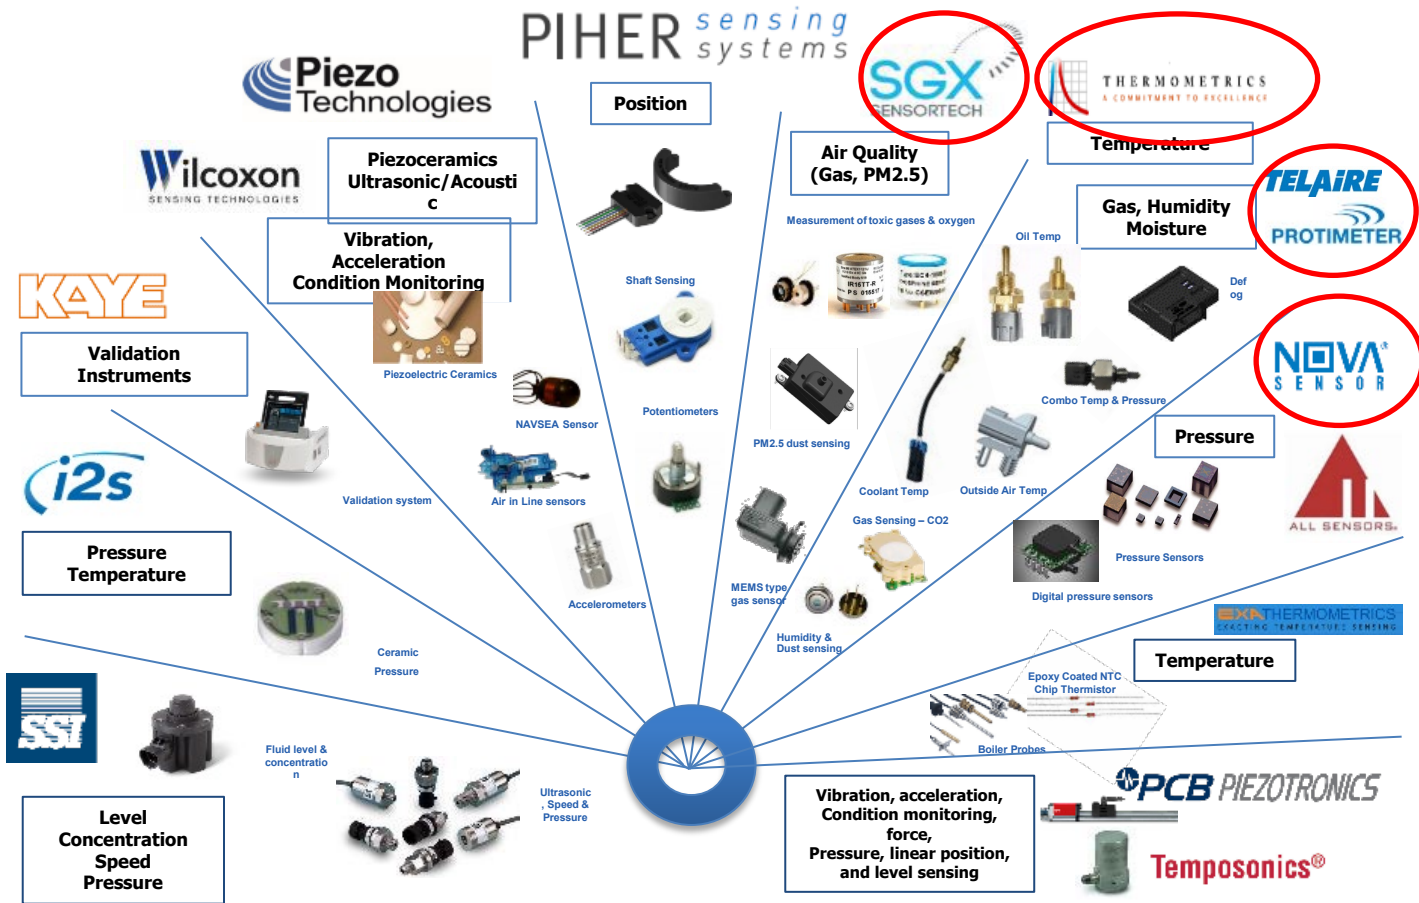 PIHER sensing
systems
SGX
SENSORTECH
THERMOMETRICS
A COMMITMENT TO EXCELLENCE
Piezo
Technologies
Position
Temperature
Wilcoxon
SENSING TECHNOLOGIES
Piezoceramics
Ultrasonic/Acousti
c
Air Quality
(Gas, PM2.5)
TELAIRE
PROTIMETER
Gas, Humidity
Moisture
Vibration,
Acceleration
Condition Monitoring
Measurement of toxic gases & oxygen
Oil Temp
KAYE
Shaft Sensing
IR15TT-R
Def
og
Validation
Instruments
Piezoelectric Ceramics
NOVA
SENSOR
NAVSEA Sensor
Potentiometers
Combo Temp & Pressure
PM2.5 dust sensing
Pressure
i2s
Validation system
Air in Line sensors
Coolant Temp
Outside Air Temp
Gas Sensing – CO2
ALL SENSORS
Pressure
Temperature
Pressure Sensors
Accelerometers
MEMS type
gas sensor
Digital pressure sensors
EXATHERMOMETRICS
EXACTING TEMPERATURE SENSING
Humidity &
Dust sensing
Ceramic
Pressure
Temperature
Epoxy Coated NTC
Chip Thermistor
SSI
Fluid level &
concentratio
n
Boiler Probes
Ultrasonic
, Speed &
Pressure
Level
Concentration
Speed
Pressure
Vibration, acceleration,
Condition monitoring,
force,
Pressure, linear position,
and level sensing
PCB PIEZOTRONICS
Temposonics®